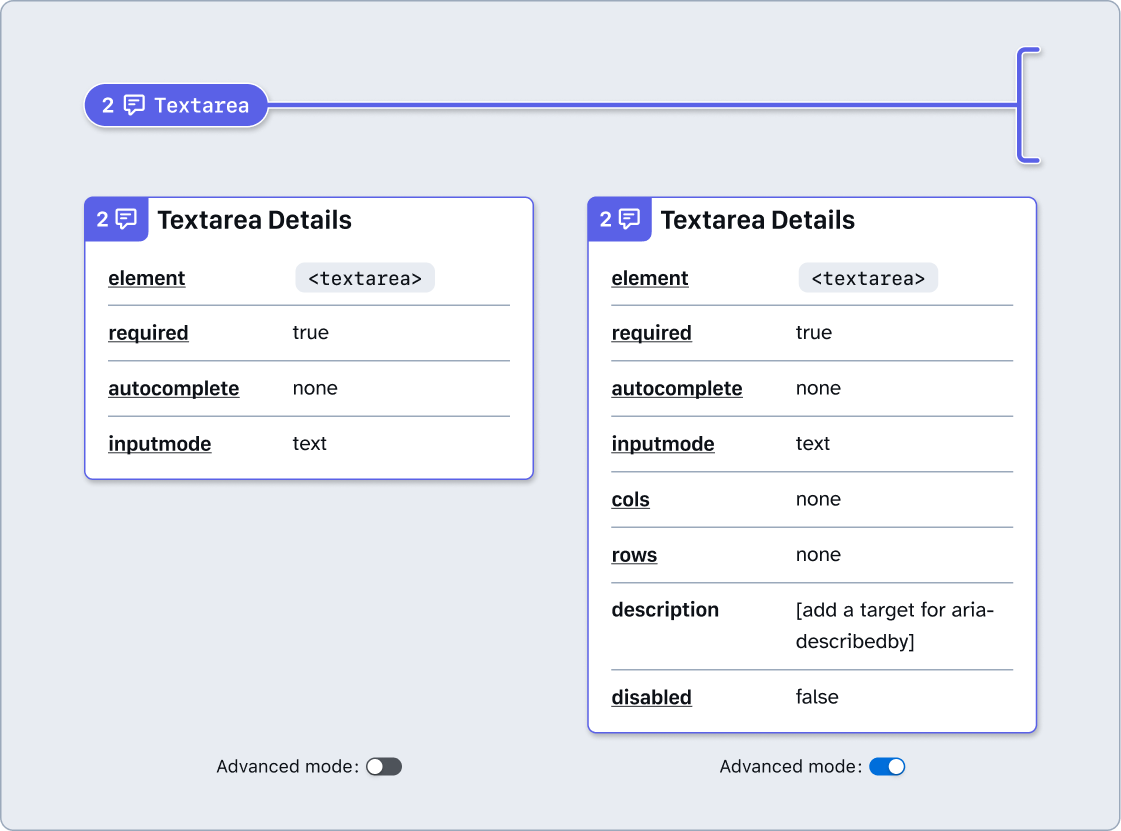 2 Textarea
2 Textarea Details
element <textarea>
required true
autocomplete none
inputmode text
Advanced mode:
2 Textarea Details
element <textarea>
required true
autocomplete none
inputmode text
cols none
rows none
description [add a target for aria-
describedby]
disabled false
Advanced mode: